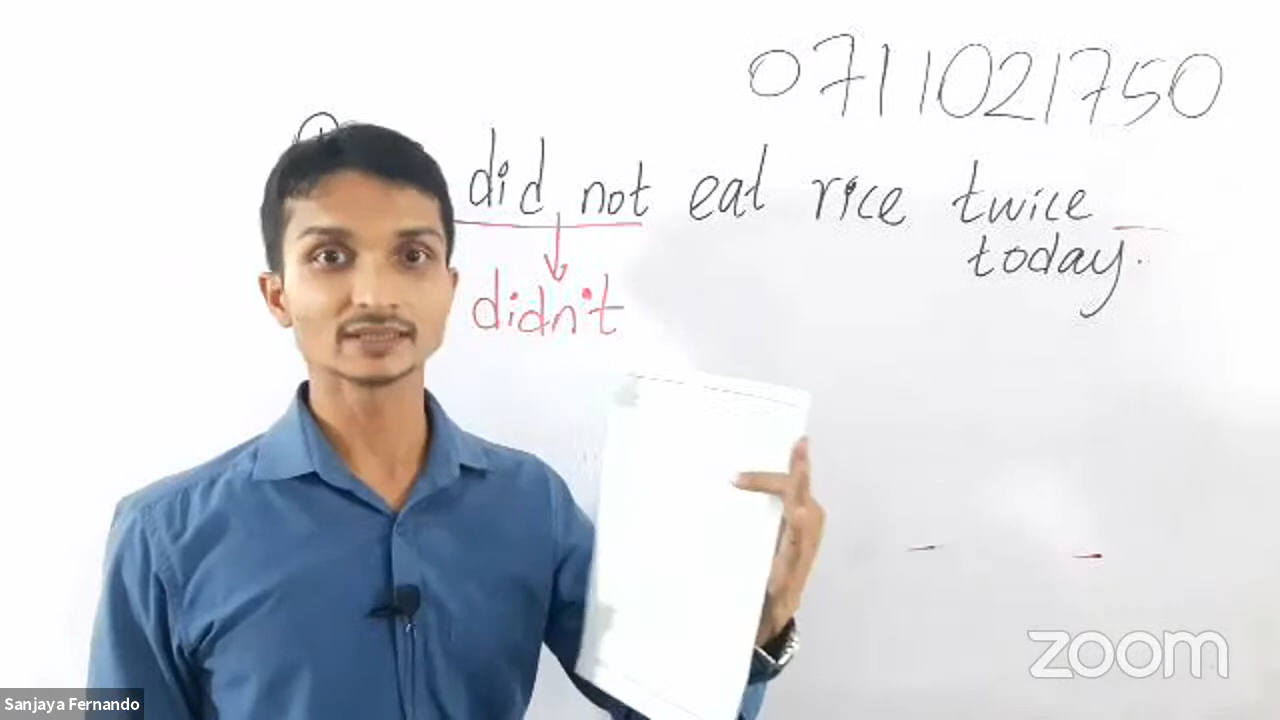 0711021750
did not eat rice twice
today.
didn't
zoom
Sanjaya Fernando